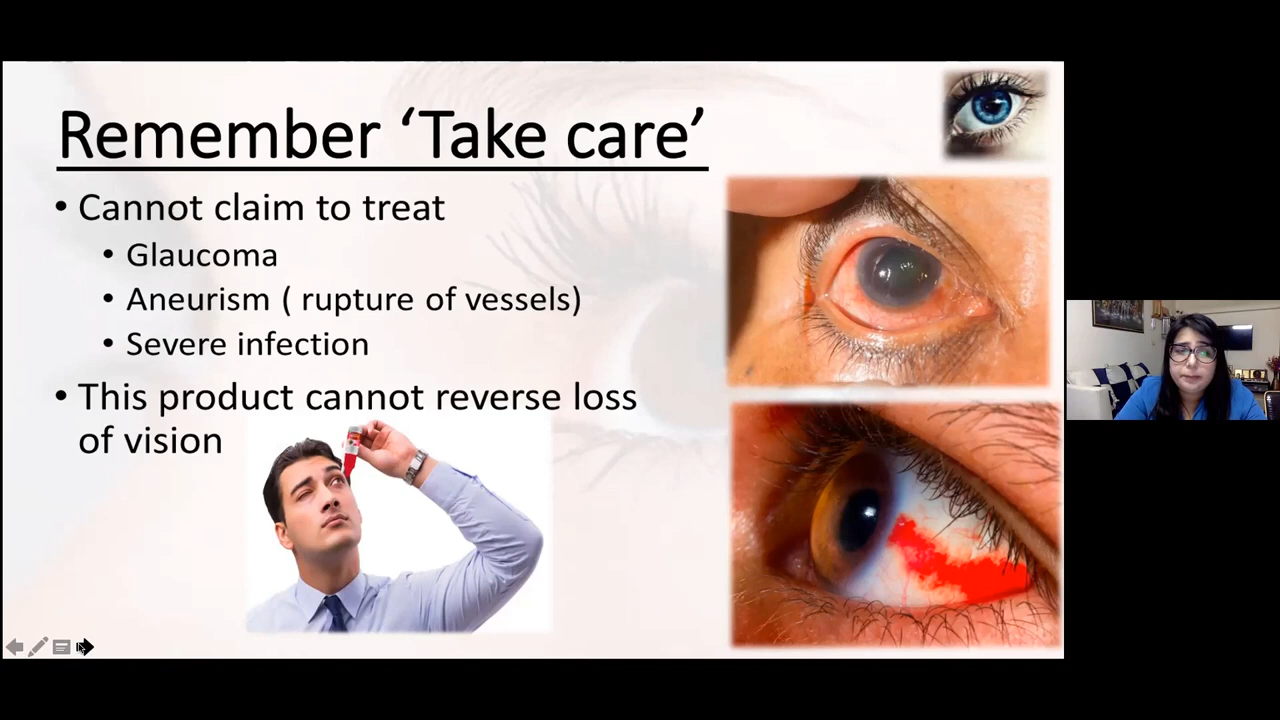 Remember ‘Take care’
• Cannot claim to treat
• Glaucoma
• Aneurism ( rupture of vessels)
• Severe infection
• This product cannot reverse loss
of vision